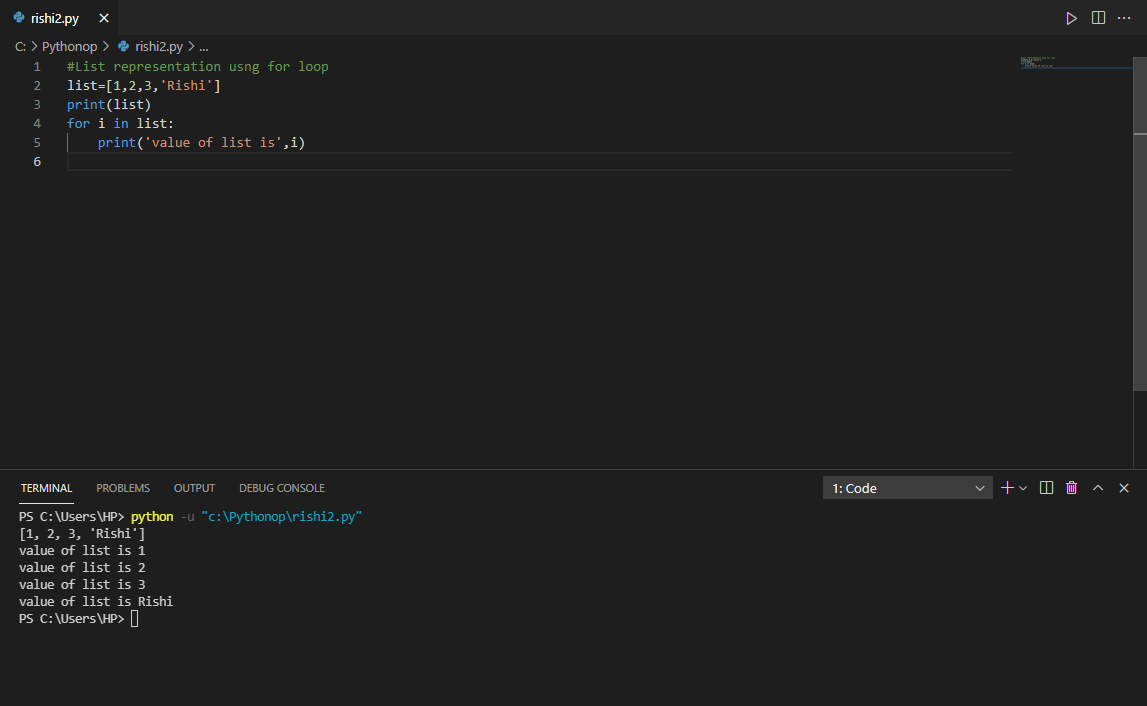 rishi2.py
C: > Pythonop > rishi2.py > ...
1 #List representation usng for loop
2 list=[1,2,3,'Rishi']
3 print(list)
4 for i in list:
5     print('value of list is',i)
6
TERMINAL PROBLEMS OUTPUT DEBUG CONSOLE 1: Code
PS C:\Users\HP> python -u "c:\Pythonop\rishi2.py"
[1, 2, 3, 'Rishi']
value of list is 1
value of list is 2
value of list is 3
value of list is Rishi
PS C:\Users\HP>